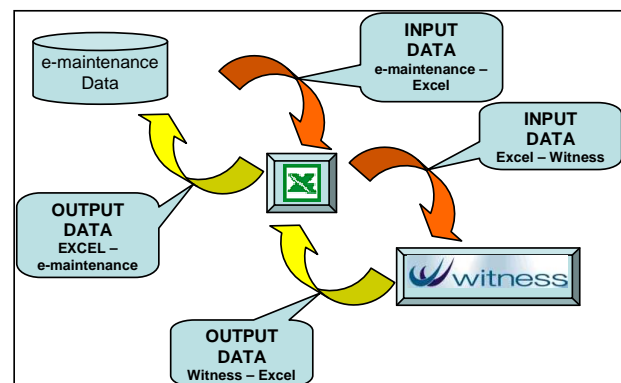 e-maintenance
Data
INPUT
DATA
e-maintenance –
Excel
INPUT
DATA
Excel – Witness
OUTPUT
DATA
EXCEL –
e-maintenance
witness
OUTPUT
DATA
Witness – Excel